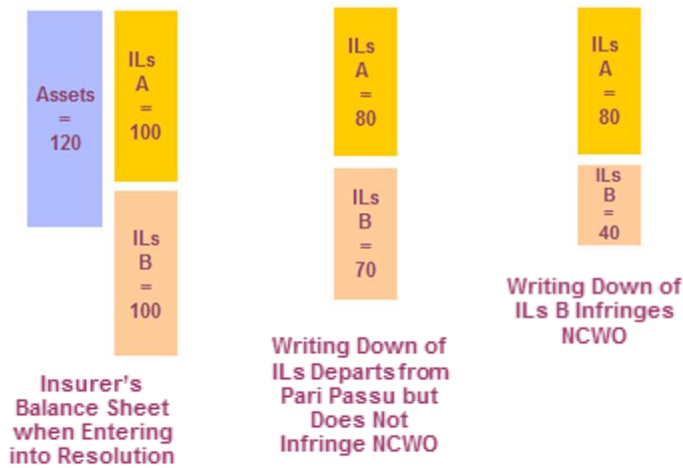 Assets
=
120
ILs
A
=
100
ILs
B
=
100
Insurer's
Balance Sheet
when Entering
into Resolution
ILs
A
=
80
ILs
B
=
70
Writing Down of
ILs Departs from
Pari Passu but
Does Not
Infringe NCWO
ILs
A
=
80
ILs
B
=
40
Writing Down of
ILs B Infringes
NCWO